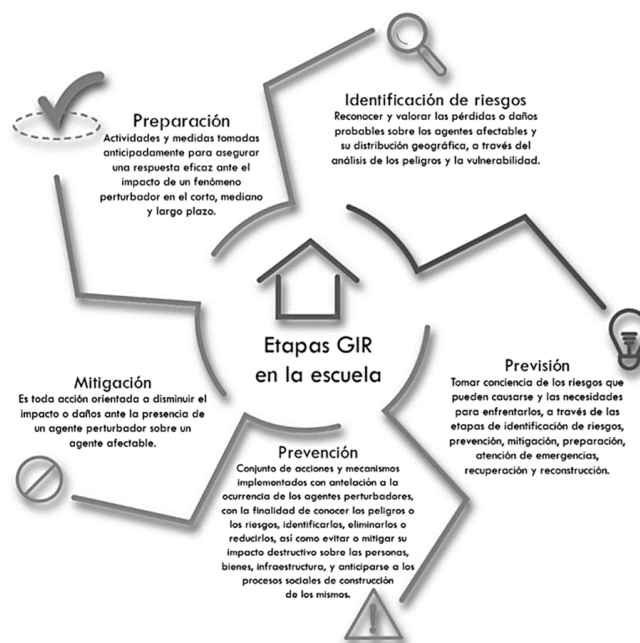 Identificación de riesgos
Reconocer y valorar las pérdidas o daños
probables sobre los agentes afectables y
su distribución geográfica, a través del
análisis de los peligros y la vulnerabilidad.
Preparación
Actividades y medidas tomadas
anticipadamente para asegurar
una respuesta eficaz ante el
impacto de un fenómeno
perturbador en el corto, mediano
y largo plazo.
Etapas GIR
en la escuela
Previsión
Tomar conciencia de los riesgos que
pueden causarse y las necesidades
para enfrentarlos, a través de las
etapas de identificación de riesgos,
prevención, mitigación, preparación,
atención de emergencias,
recuperación y reconstrucción.
Mitigación
Es toda acción orientada a disminuir el
impacto o daños ante la presencia de
un agente perturbador sobre un
agente afectable.
Prevención
Conjunto de acciones y mecanismos
implementados con antelación a la
ocurrencia de los agentes perturbadores,
con la finalidad de conocer los peligros o
los riesgos, identificarlos, eliminarlos o
reducirlos, así como evitar o mitigar su
impacto destructivo sobre las personas,
bienes, infraestructura, y anticiparse a los
procesos sociales de construcción
de los mismos.